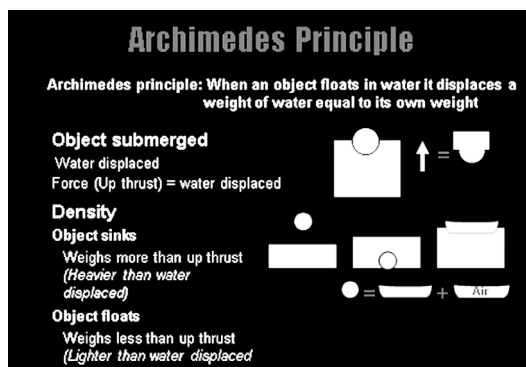 Archimedes Principle
Archimedes principle: When an object floats in water it displaces a
weight of water equal to its own weight
Object submerged
Water displaced
Force (Up thrust) = water displaced
=
Density
Object sinks
Weighs more than up thrust
(Heavier than water
displaced)
= + Air
Object floats
Weighs less than up thrust
(Lighter than water displaced